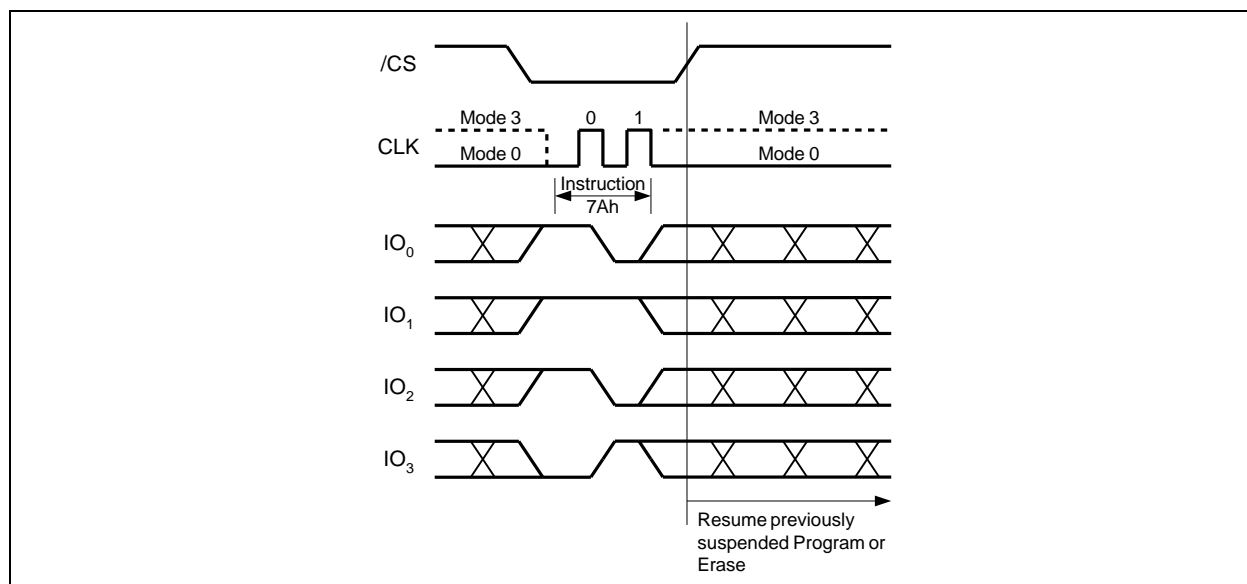 /CS
Mode 3
0
1
Mode 3
CLK
Mode 0
Mode 0
Instruction
7Ah
IO0
IO1
IO2
IO3
Resume previously
suspended Program or
Erase